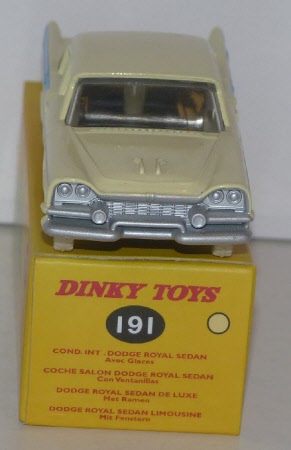 DINKY TOYS
191
COND. INT. DODGE ROYAL SEDAN
Avec Glaces
COCHE SALON DODGE ROYAL SEDAN
Con Ventanillas
DODGE ROYAL SEDAN DE LUXE
Met Ramen
DODGE ROYAL SEDAN LIMOUSINE
Mit Fenstern